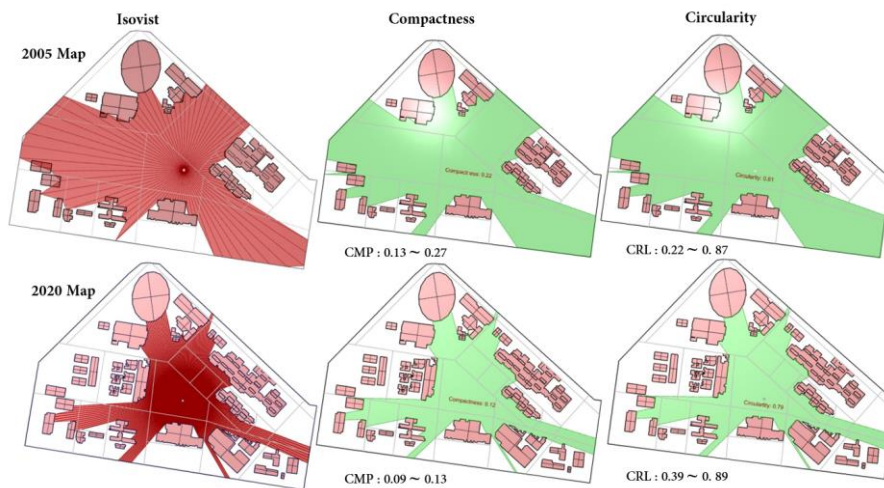 Isovist
Compactness
Circularity
2005 Map
Compactness: 0.22
Circularity: 0.81
CMP : 0.13 ~ 0.27
CRL : 0.22 ~ 0. 87
2020 Map
Compactness: 0.12
Circularity: 0.79
CMP : 0.09 ~ 0.13
CRL : 0.39 ~ 0. 89